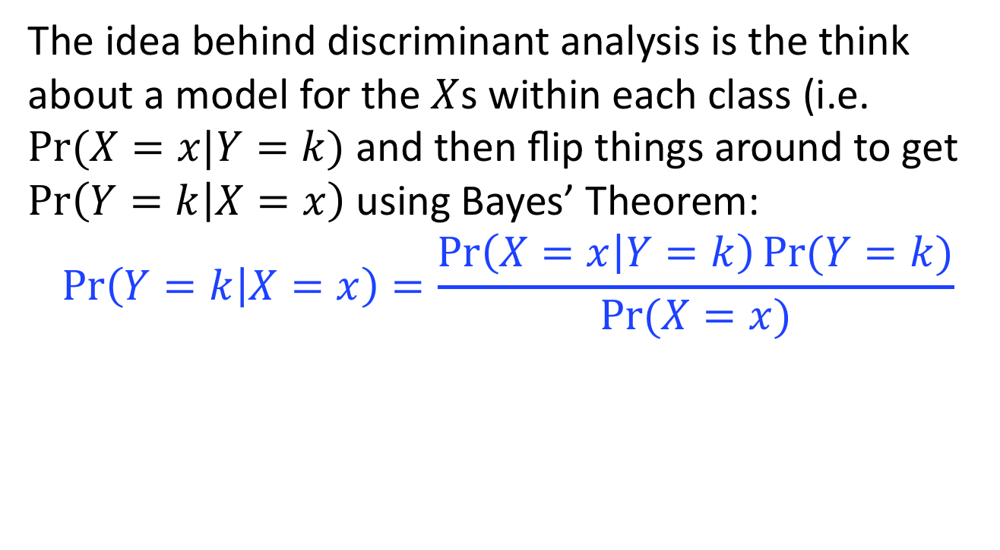 The idea behind discriminant analysis is the think
about a model for the 𝑋s within each class (i.e.
Pr(𝑋 = 𝑥|𝑌 = 𝑘) and then flip things around to get
Pr(𝑌 = 𝑘|𝑋 = 𝑥) using Bayes’ Theorem:
Pr(𝑋 = 𝑥|𝑌 = 𝑘) Pr(𝑌 = 𝑘)
Pr(𝑌 = 𝑘|𝑋 = 𝑥) =
Pr(𝑋 = 𝑥)